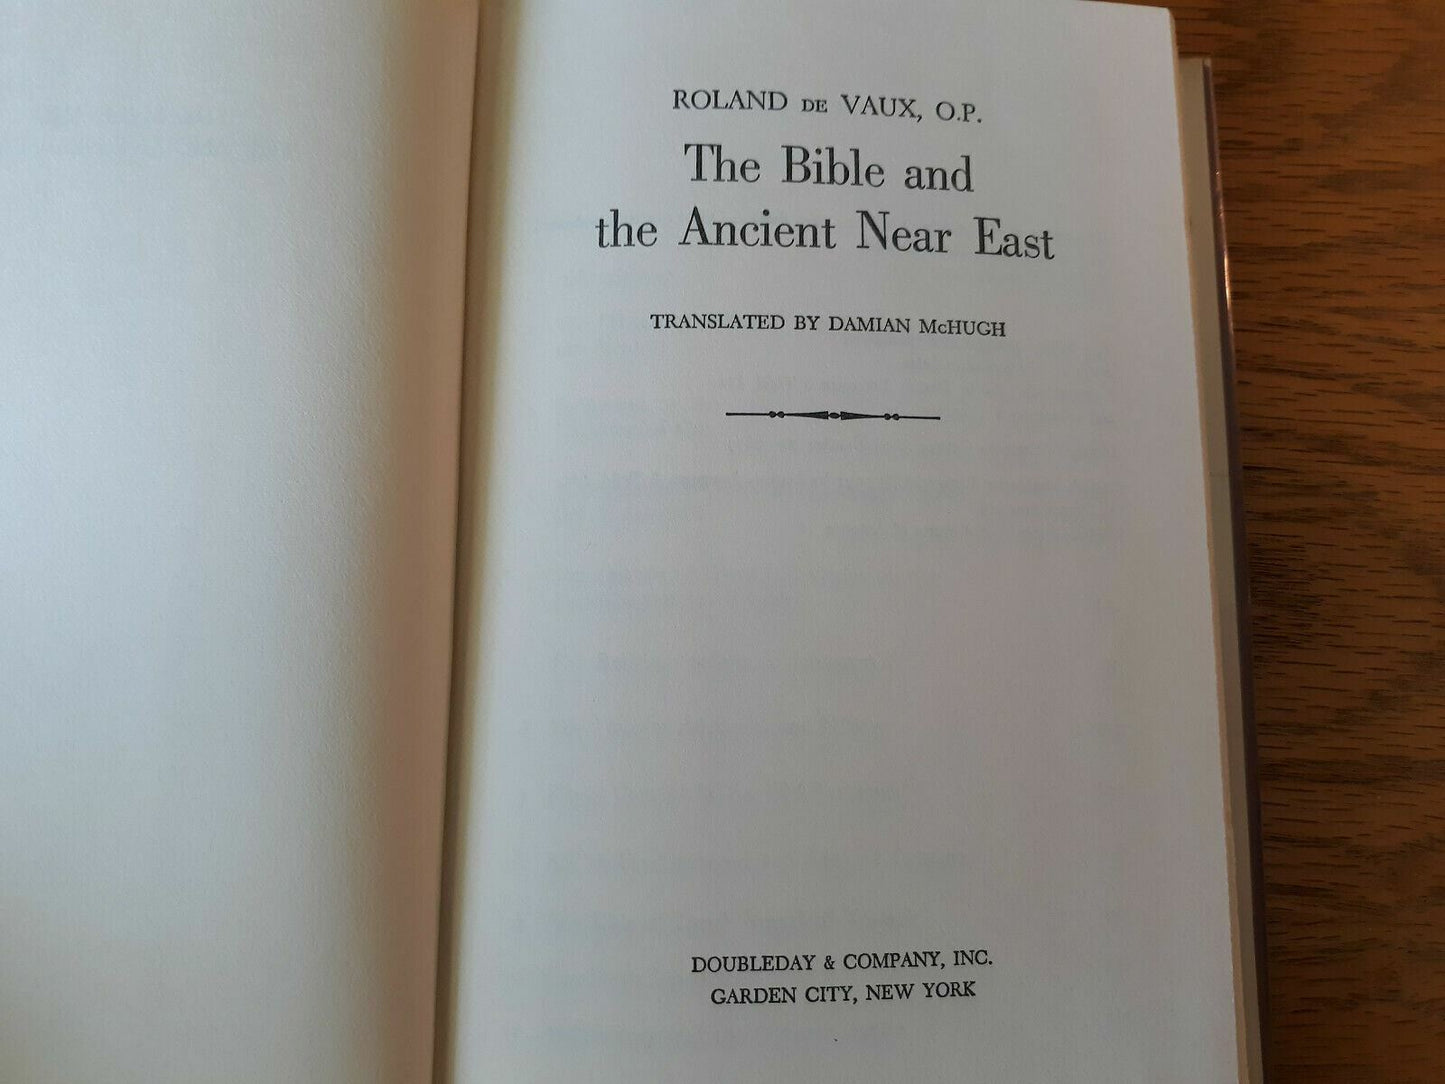 ROLAND DE VAUX, O.P.
The Bible and
the Ancient Near East
TRANSLATED BY DAMIAN McHUGH
DOUBLEDAY & COMPANY, INC.
GARDEN CITY, NEW YORK